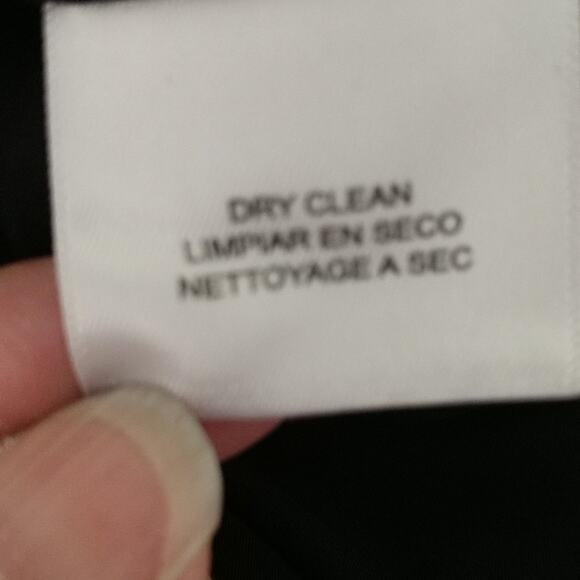 DRY CLEAN
LIMPIAR EN SECO
NETTOYAGE A SEC